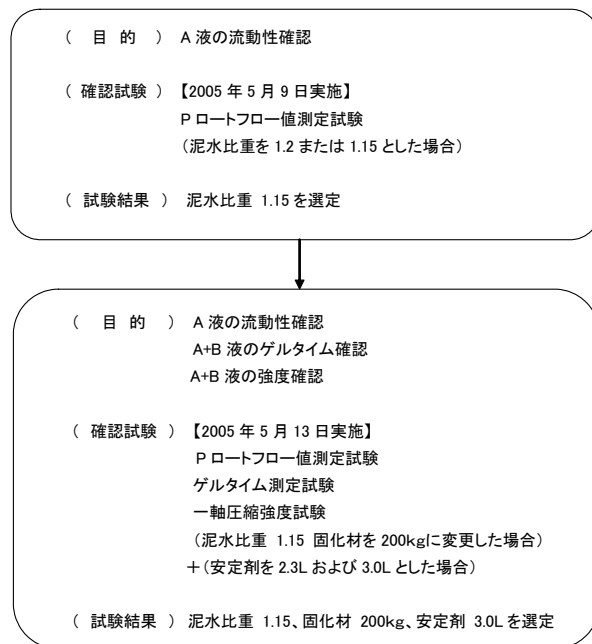 （ 目 的 ） A 液の流動性確認
（ 確認試験 ） 【2005 年 5 月 9 日実施】
P ロートフロー値測定試験
（泥水比重を 1.2 または 1.15 とした場合）
（ 試験結果 ） 泥水比重 1.15 を選定
（ 目 的 ） A 液の流動性確認
A+B 液のゲルタイム確認
A+B 液の強度確認
（ 確認試験 ） 【2005 年 5 月 13 日実施】
P ロートフロー値測定試験
ゲルタイム測定試験
一軸圧縮強度試験
（泥水比重 1.15 固化材を 200kgに変更した場合）
＋（安定剤を 2.3L および 3.0L とした場合）
（ 試験結果 ） 泥水比重 1.15、固化材 200kg、安定剤 3.0L を選定